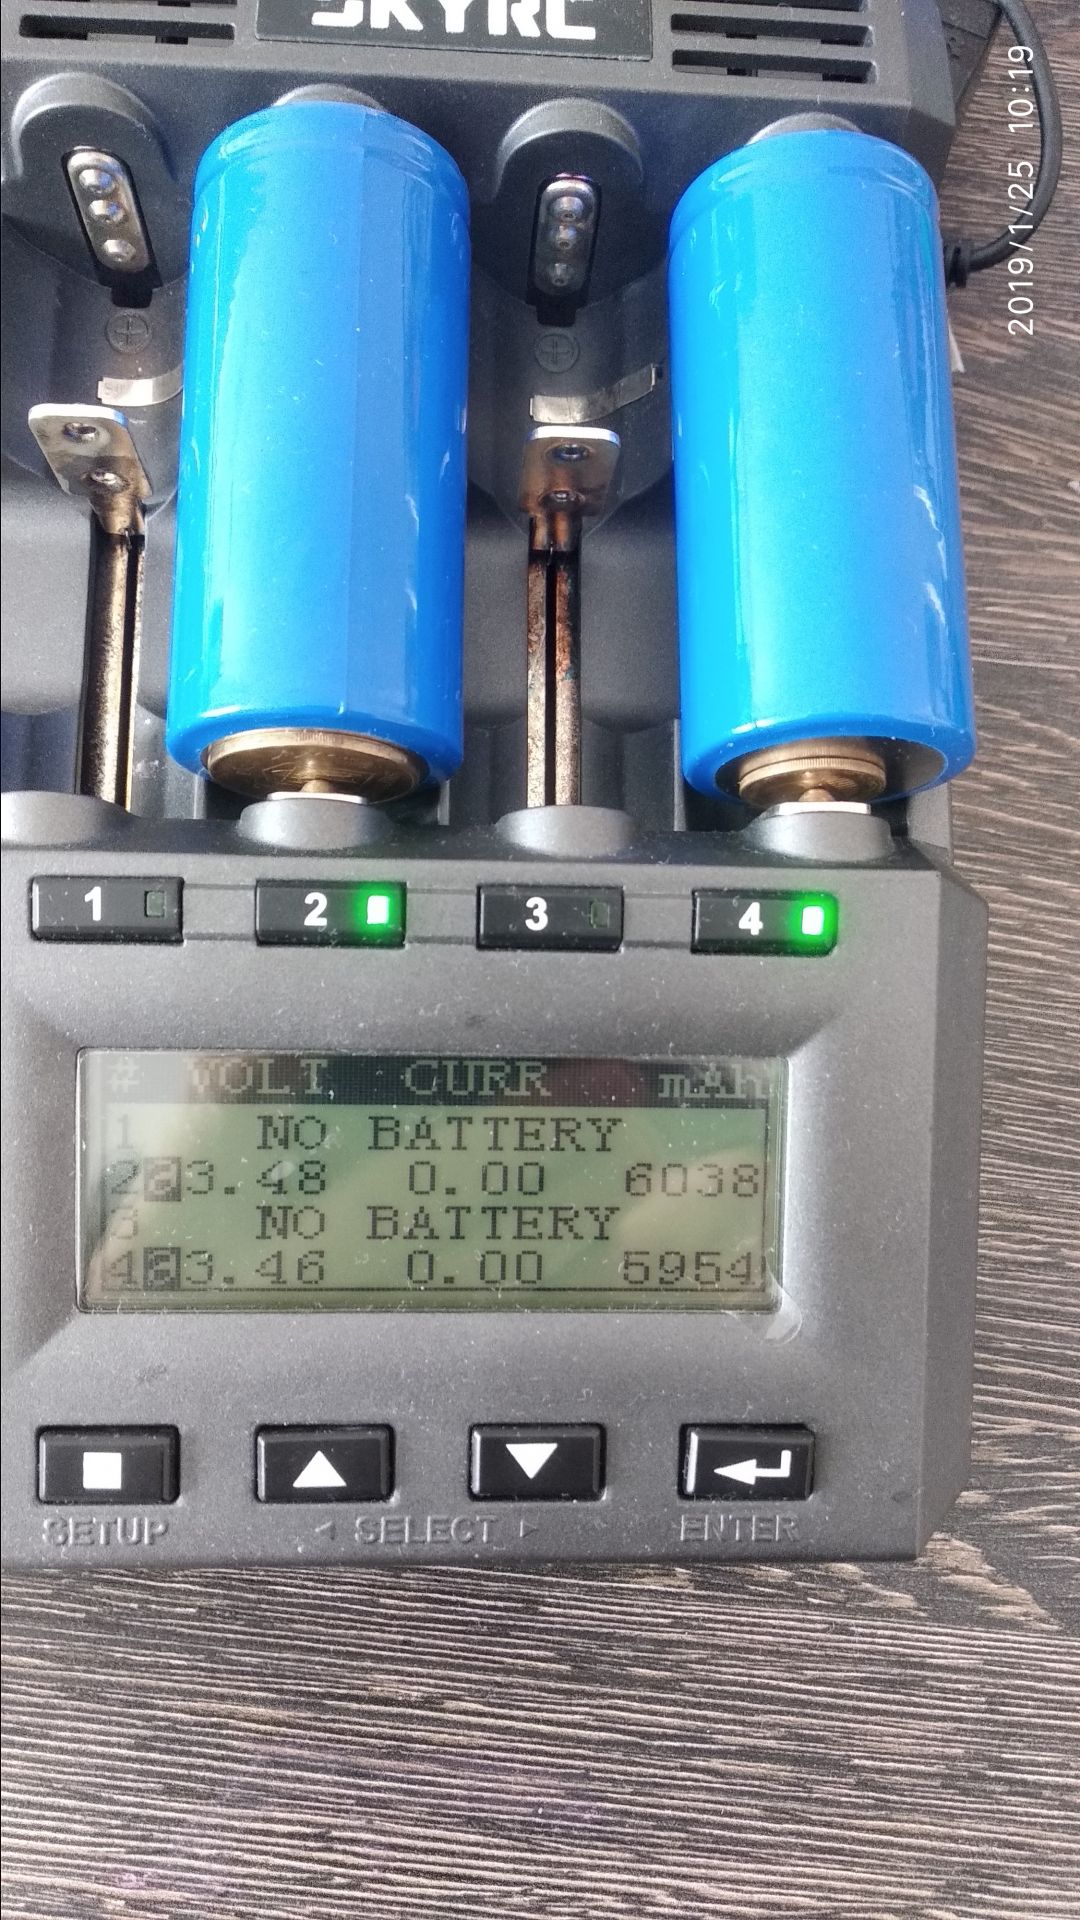 SKYRC
2019/1/25 10:19
1 2 3 4
# VOLT CURR mAh
1 NO BATTERY
2 C 3.48 0.00 6038
3 NO BATTERY
4 C 3.46 0.00 5954
SETUP
◁ SELECT ▷
ENTER